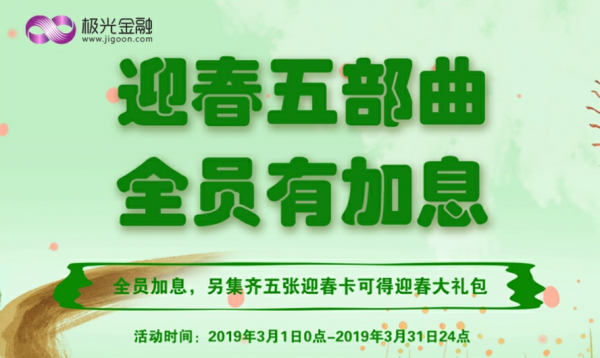 极光金融
www.jigoon.com
迎春五部曲
全员有加息
全员加息，另集齐五张迎春卡可得迎春大礼包
活动时间：2019年3月1日0点-2019年3月31日24点